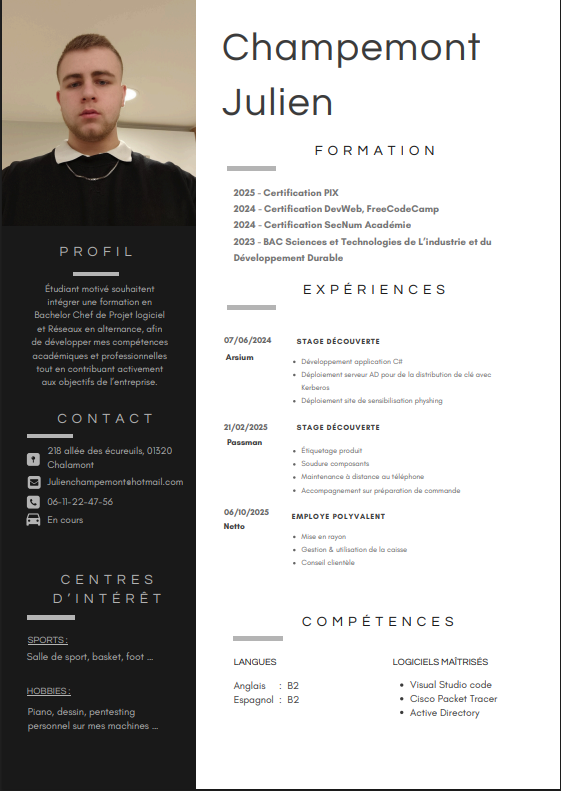 Champemont
Julien
PROFIL
Étudiant motivé souhaitent
intégrer une formation en
Bachelor Chef de Projet logiciel
et Réseaux en alternance, afin
de développer mes compétences
académiques et professionnelles
tout en contribuant activement
aux objectifs de l'entreprise.
CONTACT
218 allée des écureuils, 01320
Chalamont
Julienchampemont@hotmail.com
06-11-22-47-56
En cours
CENTRES
D'INTÉRÊT
SPORTS :
Salle de sport, basket, foot ...
HOBBIES :
Piano, dessin, pentesting
personnel sur mes machines ...
FORMATION
2025 - Certification PIX
2024 - Certification DevWeb, FreeCodeCamp
2024 - Certification SecNum Académie
2023 - BAC Sciences et Technologies de L'industrie et du
Développement Durable
EXPÉRIENCES
07/06/2024 STAGE DÉCOUVERTE
Arsium
• Développement application C#
• Déploiement serveur AD pour de la distribution de clé avec
Kerberos
• Déploiement site de sensibilisation physhing
21/02/2025 STAGE DÉCOUVERTE
Passman
• Étiquetage produit
• Soudure composants
• Maintenance à distance ou téléphone
• Accompagnement sur préparation de commande
06/10/2025 EMPLOYE POLYVALENT
Netto
• Mise en rayon
• Gestion & utilisation de la caisse
• Conseil clientèle
COMPÉTENCES
LANGUES
Anglais : B2
Espagnol : B2
LOGICIELS MAÎTRISÉS
• Visual Studio code
• Cisco Packet Tracer
• Active Directory